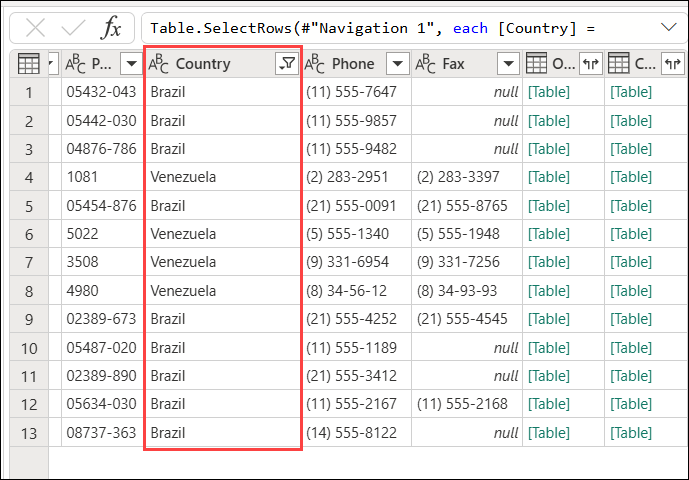 fx Table.SelectRows(#"Navigation 1", each [Country] =
ABC P... ABC Country ABC Phone ABC Fax O... C...
1 05432-043 Brazil (11) 555-7647 null [Table] [Table]
2 05442-030 Brazil (11) 555-9857 null [Table] [Table]
3 04876-786 Brazil (11) 555-9482 null [Table] [Table]
4 1081 Venezuela (2) 283-2951 (2) 283-3397 [Table] [Table]
5 05454-876 Brazil (21) 555-0091 (21) 555-8765 [Table] [Table]
6 5022 Venezuela (5) 555-1340 (5) 555-1948 [Table] [Table]
7 3508 Venezuela (9) 331-6954 (9) 331-7256 [Table] [Table]
8 4980 Venezuela (8) 34-56-12 (8) 34-93-93 [Table] [Table]
9 02389-673 Brazil (21) 555-4252 (21) 555-4545 [Table] [Table]
10 05487-020 Brazil (11) 555-1189 null [Table] [Table]
11 02389-890 Brazil (21) 555-3412 null [Table] [Table]
12 05634-030 Brazil (11) 555-2167 (11) 555-2168 [Table] [Table]
13 08737-363 Brazil (14) 555-8122 null [Table] [Table]